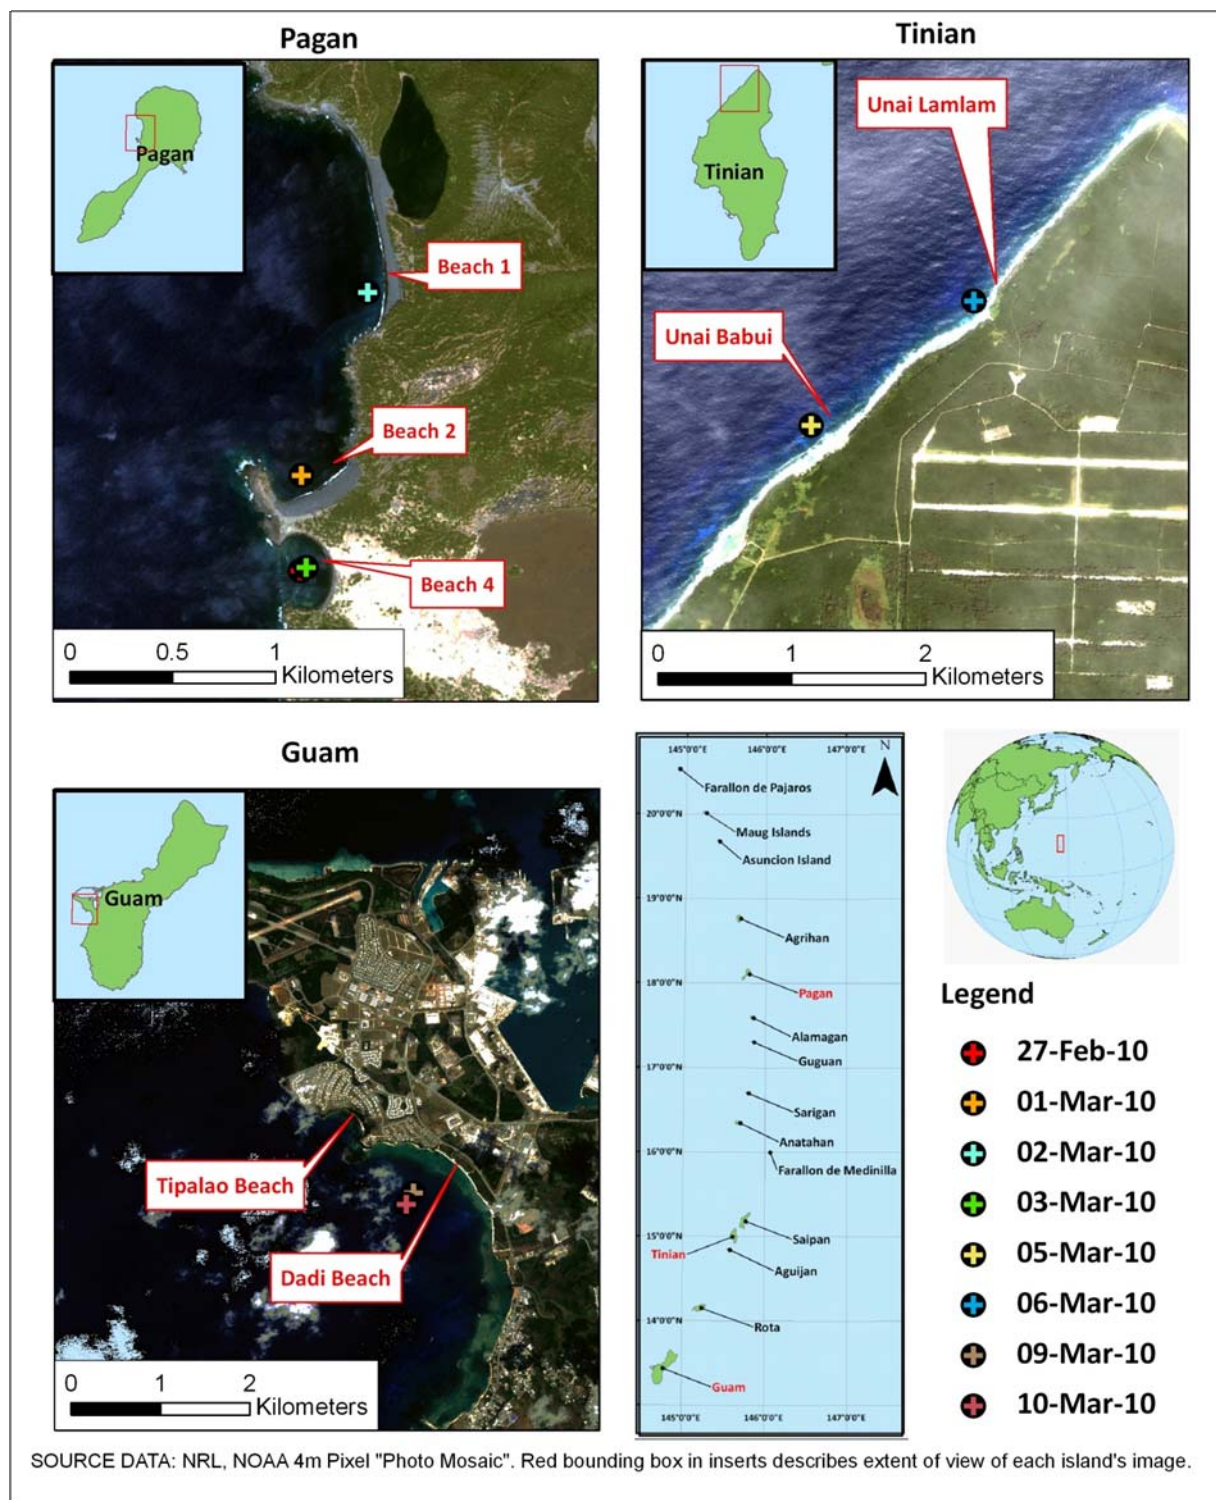 Pagan
Pagan
Beach 1
Beach 2
Beach 4
0 0.5 1
Kilometers
Tinian
Tinian
Unai Lamlam
Unai Babui
0 1 2
Kilometers
Guam
Guam
Tipalao Beach
Dadi Beach
0 1 2
Kilometers
145°0'0"E 146°0'0"E 147°0'0"E
N
Farallon de Pajaros
20°0'0"N
Maug Islands
Asuncion Island
19°0'0"N
Agrihan
18°0'0"N
Pagan
Alamagan
Guguan
17°0'0"N
Sarigan
Anatahan
16°0'0"N
Farallon de Medinilla
15°0'0"N
Saipan
Tinian
Aguijan
14°0'0"N
Rota
Guam
145°0'0"E 146°0'0"E 147°0'0"E
Legend
27-Feb-10
01-Mar-10
02-Mar-10
03-Mar-10
05-Mar-10
06-Mar-10
09-Mar-10
10-Mar-10
SOURCE DATA: NRL, NOAA 4m Pixel "Photo Mosaic". Red bounding box in inserts describes extent of view of each island's image.